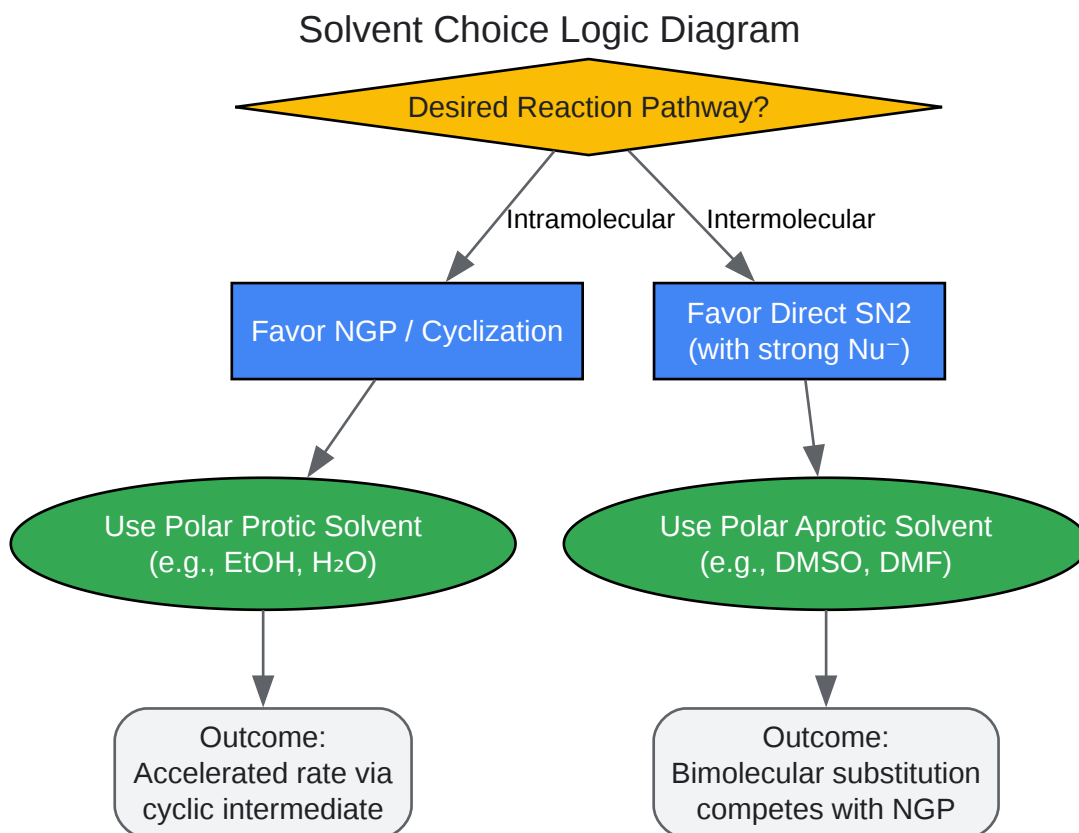 Solvent Choice Logic Diagram
Desired Reaction Pathway?
Intramolecular
Intermolecular
Favor NGP / Cyclization
Favor Direct SN2
(with strong Nu⁻)
Use Polar Protic Solvent
(e.g., EtOH, H₂O)
Use Polar Aprotic Solvent
(e.g., DMSO, DMF)
Outcome:
Accelerated rate via
cyclic intermediate
Outcome:
Bimolecular substitution
competes with NGP